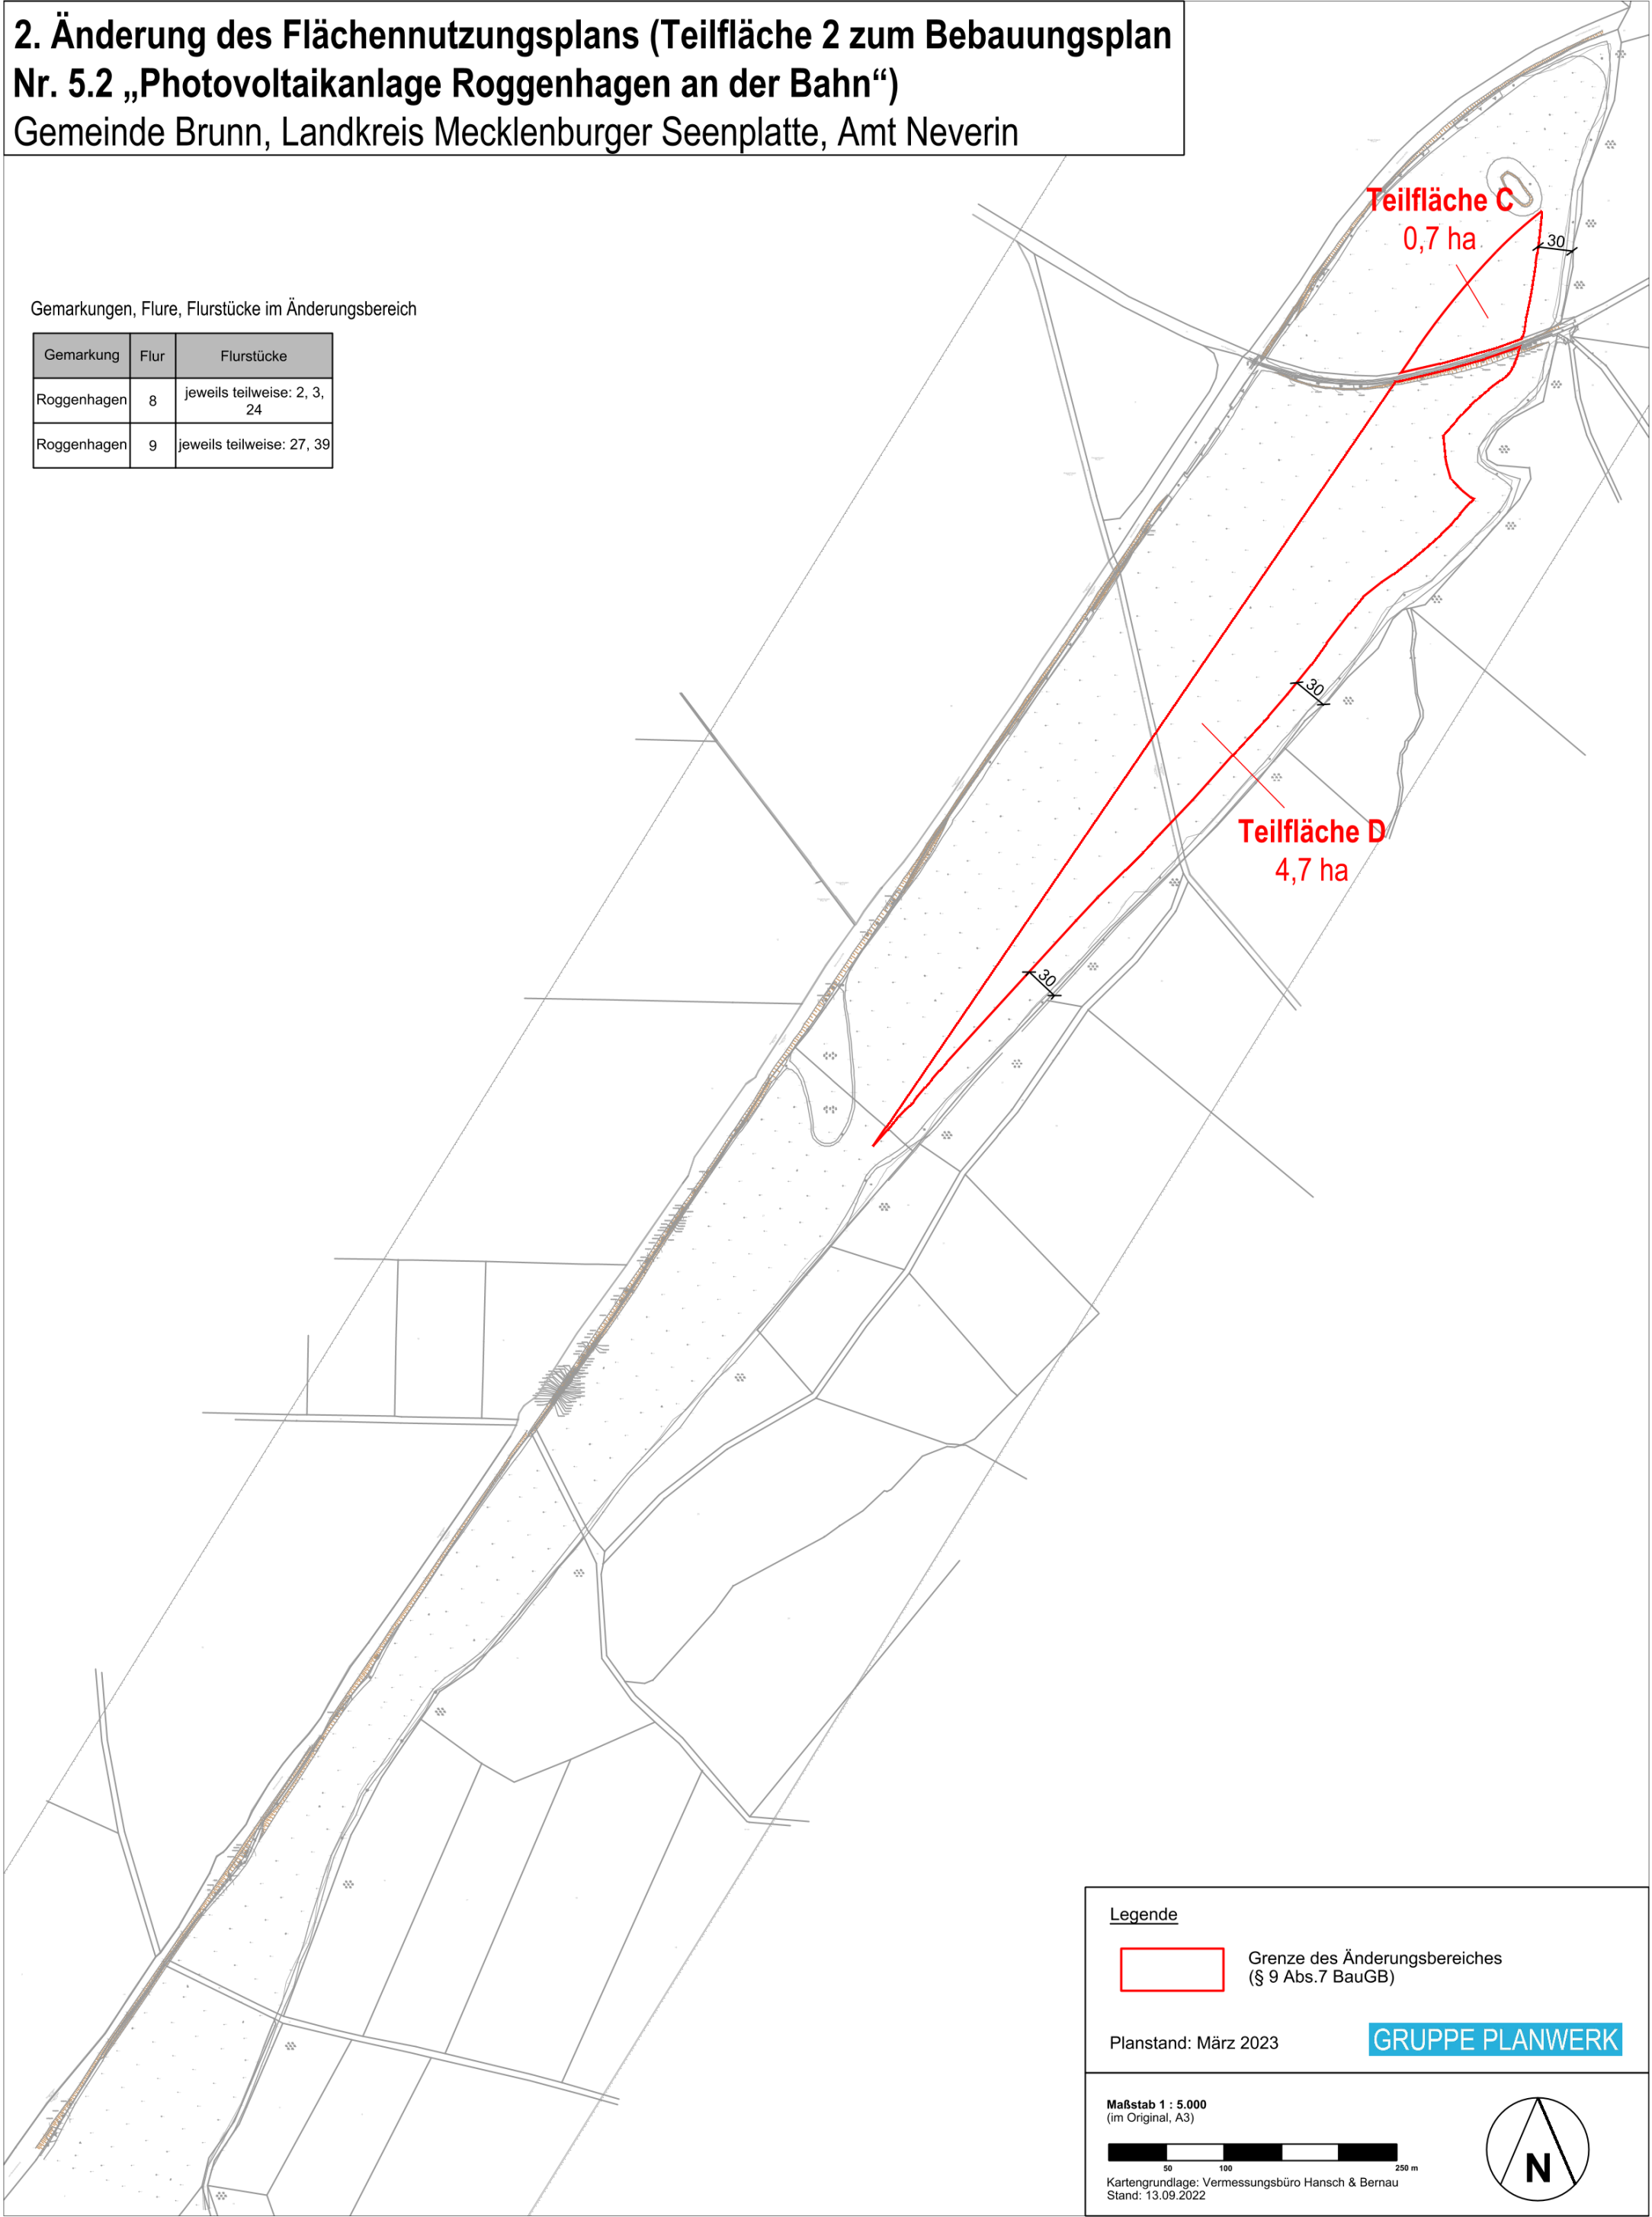 2. Änderung des Flächennutzungsplans (Teilfläche 2 zum Bebauungsplan
Nr. 5.2 „Photovoltaikanlage Roggenhagen an der Bahn“)
Gemeinde Brunn, Landkreis Mecklenburger Seenplatte, Amt Neverin
Teilfläche C
0,7 ha
30
Gemarkungen, Flure, Flurstücke im Änderungsbereich
Gemarkung Flur Flurstücke
Roggenhagen 8 jeweils teilweise: 2, 3,
24
Roggenhagen 9 jeweils teilweise: 27, 39
30
Teilfläche D
4,7 ha
30
Legende
Grenze des Änderungsbereiches
(§ 9 Abs.7 BauGB)
Planstand: März 2023
GRUPPE PLANWERK
Maßstab 1 : 5.000
(im Original, A3)
50 100 250 m
Kartengrundlage: Vermessungsbüro Hansch & Bernau
Stand: 13.09.2022
N